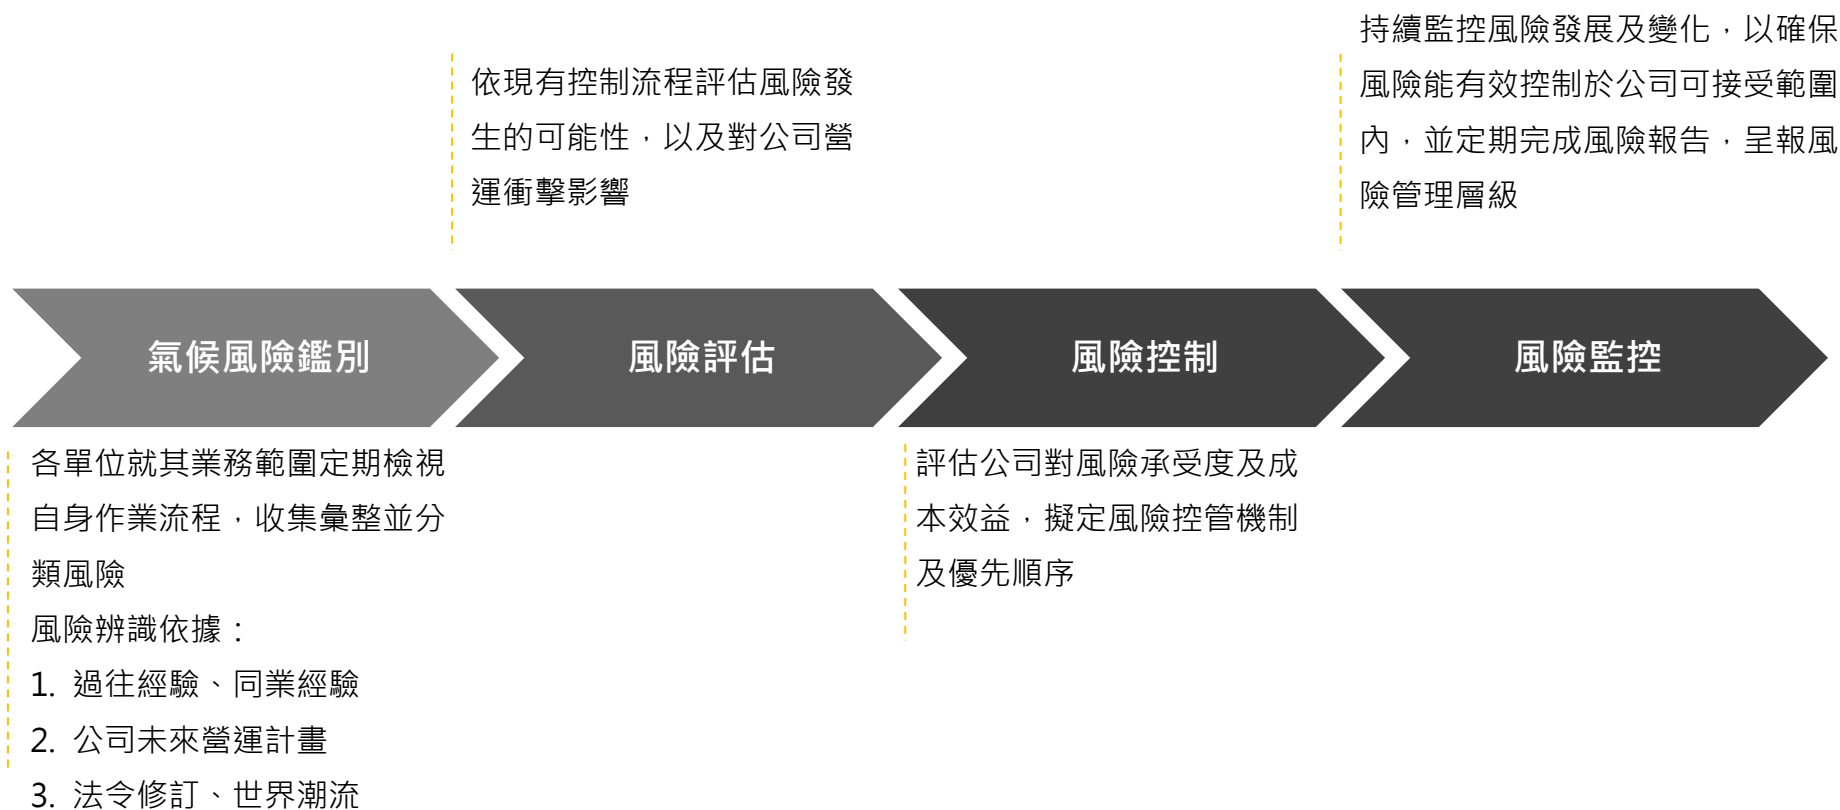 持續監控風險發展及變化，以確保
風險能有效控制於公司可接受範圍
內，並定期完成風險報告，呈報風
險管理層級
依現有控制流程評估風險發
生的可能性，以及對公司營
運衝擊影響
氣候風險鑑別
風險評估
風險控制
風險監控
各單位就其業務範圍定期檢視
自身作業流程，收集彙整並分
類風險
風險辨識依據：
1. 過往經驗、同業經驗
2. 公司未來營運計畫
3. 法令修訂、世界潮流
評估公司對風險承受度及成
本效益，擬定風險控管機制
及優先順序